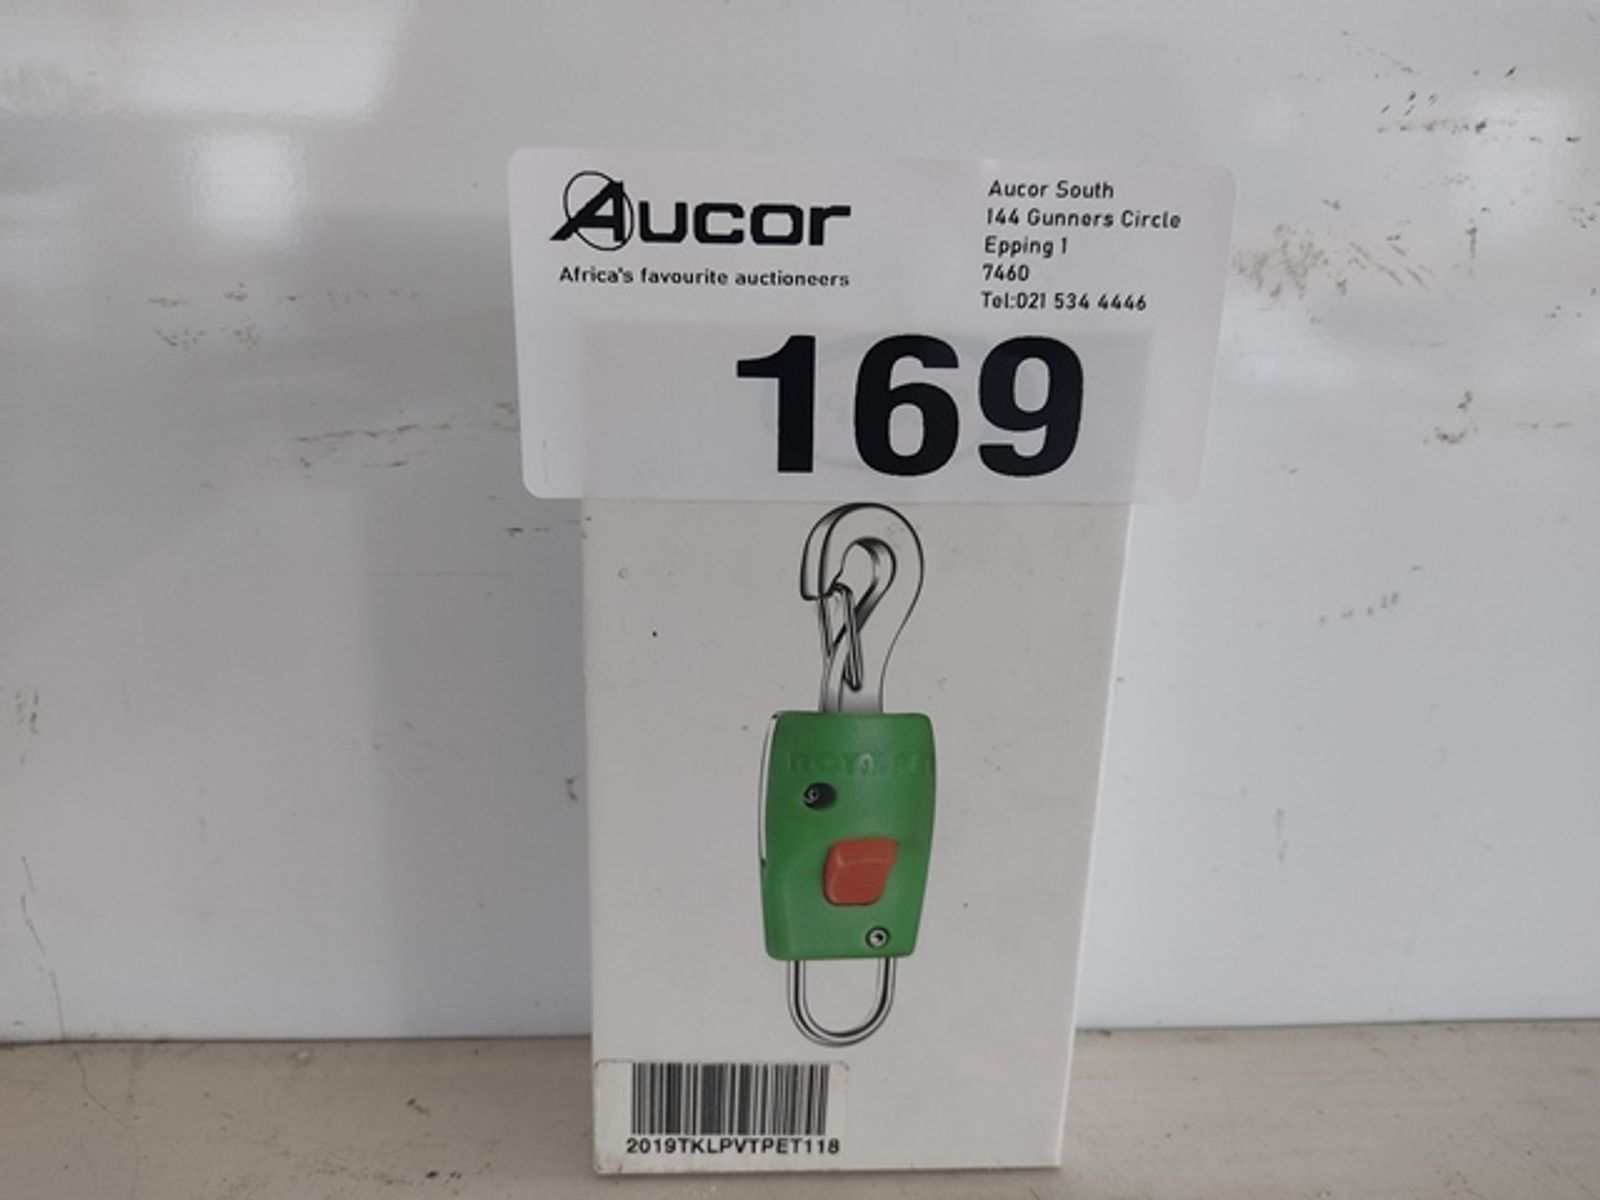 Aucor
Africa's favourite auctioneers
Aucor South
144 Gunners Circle
Epping 1
7460
Tel:021 534 4446
169
2019TKLPVTPET118